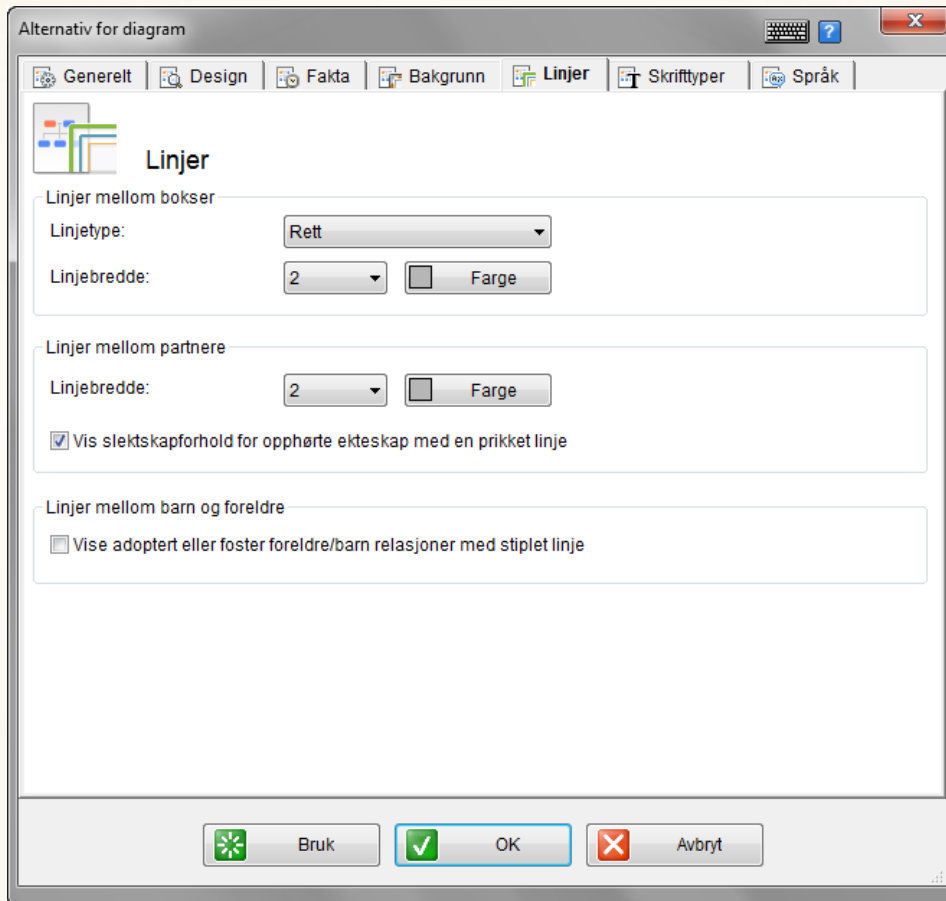 Alternativ for diagram
Generelt Design Fakta Bakgrunn Linjer Skrifttyper Språk
Linjer
Linjer mellom bokser
Linjetype: Rett
Linjebredde: 2 Farge
Linjer mellom partnere
Linjebredde: 2 Farge
Vis slektskapforhold for opphørte ekteskap med en prikket linje
Linjer mellom barn og foreldre
Vise adoptert eller foster foreldre/barn relasjoner med stiplet linje
Bruk OK Avbryt